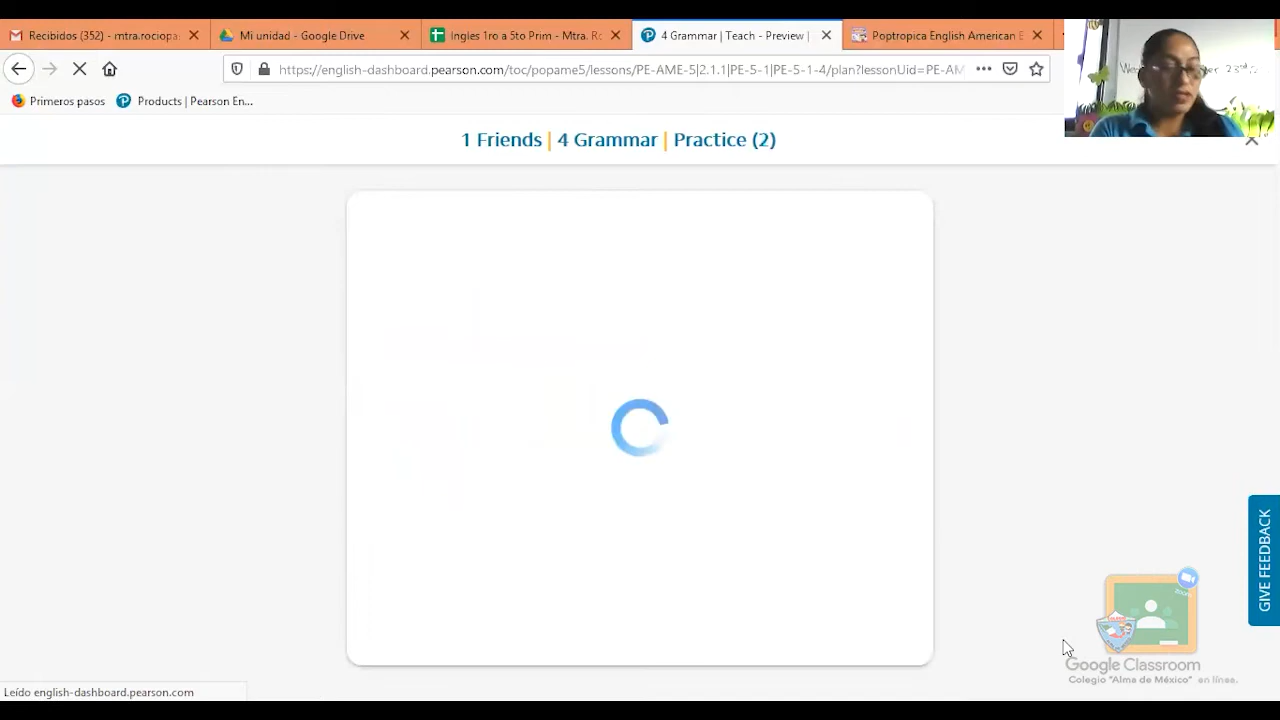 Recibidos (352) - mtra.rociopa
Mi unidad - Google Drive
Ingles 1ro a 5to Prim - Mtra. Ro
4 Grammar | Teach - Preview |
Poptropica English American E
https://english-dashboard.pearson.com/toc/popame5/lessons/PE-AME-5|2.1.1|PE-5-1|PE-5-1-4/plan?lessonUid=PE-AM
Primeros pasos
Products | Pearson En...
1 Friends | 4 Grammar | Practice (2)
GIVE FEEDBACK
zoom
Google Classroom
Colegio "Alma de México" en línea.
Leído english-dashboard.pearson.com